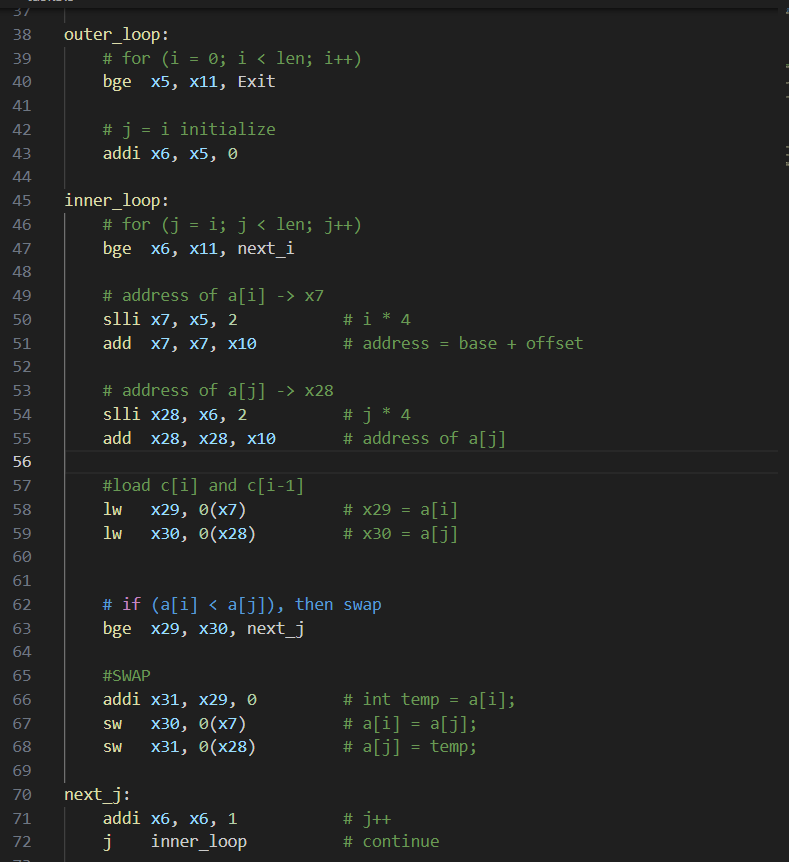 37
38 outer_loop:
39 # for (i = 0; i < len; i++)
40 bge x5, x11, Exit
41
42 # j = i initialize
43 addi x6, x5, 0
44
45 inner_loop:
46 # for (j = i; j < len; j++)
47 bge x6, x11, next_i
48
49 # address of a[i] -> x7
50 slli x7, x5, 2 # i * 4
51 add x7, x7, x10 # address = base + offset
52
53 # address of a[j] -> x28
54 slli x28, x6, 2 # j * 4
55 add x28, x28, x10 # address of a[j]
56
57 #load c[i] and c[i-1]
58 lw x29, 0(x7) # x29 = a[i]
59 lw x30, 0(x28) # x30 = a[j]
60
61
62 # if (a[i] < a[j]), then swap
63 bge x29, x30, next_j
64
65 #SWAP
66 addi x31, x29, 0 # int temp = a[i];
67 sw x30, 0(x7) # a[i] = a[j];
68 sw x31, 0(x28) # a[j] = temp;
69
70 next_j:
71 addi x6, x6, 1 # j++
72 j inner_loop # continue